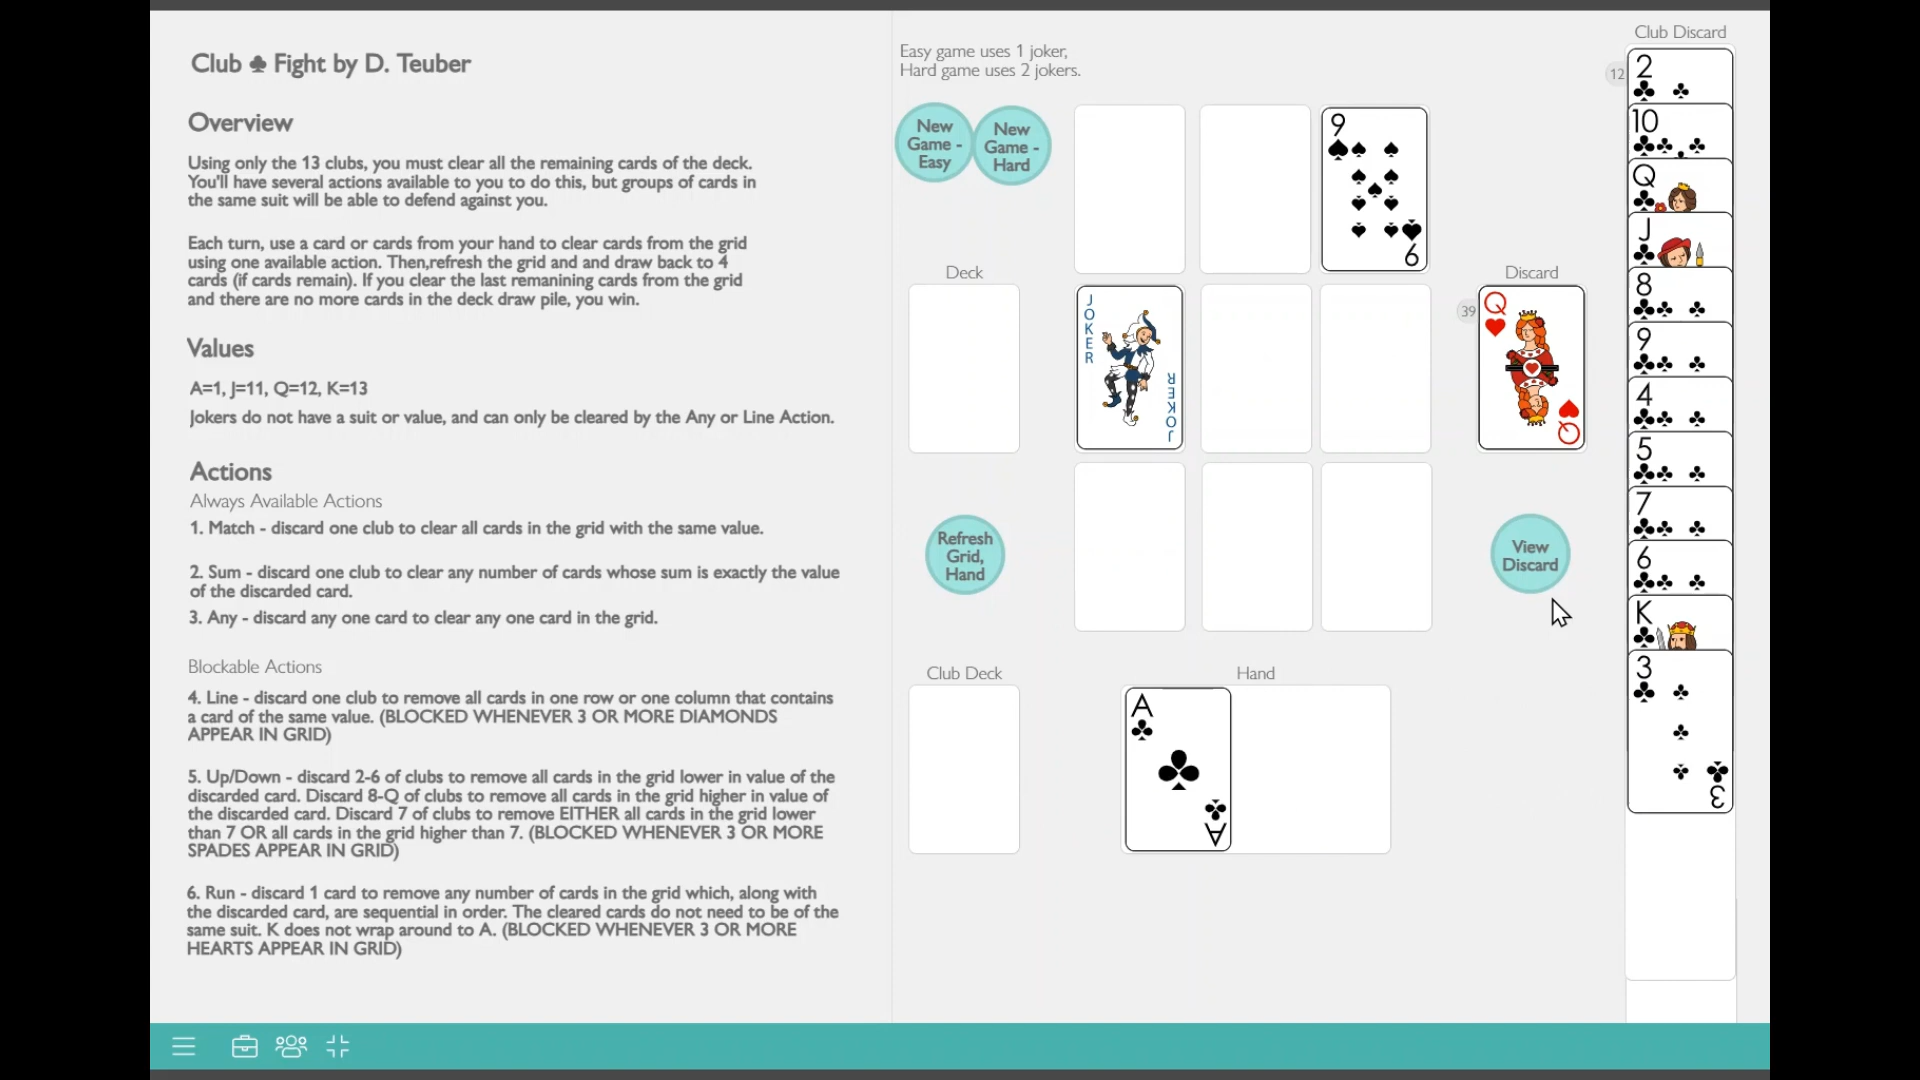 Club ♣ Fight by D. Teuber
Overview
Using only the 13 clubs, you must clear all the remaining cards of the deck.
You'll have several actions available to you to do this, but groups of cards in
the same suit will be able to defend against you.
Each turn, use a card or cards from your hand to clear cards from the grid
using one available action. Then,refresh the grid and and draw back to 4
cards (if cards remain). If you clear the last remanining cards from the grid
and there are no more cards in the deck draw pile, you win.
Values
A=1, J=11, Q=12, K=13
Jokers do not have a suit or value, and can only be cleared by the Any or Line Action.
Actions
Always Available Actions
1. Match - discard one club to clear all cards in the grid with the same value.
2. Sum - discard one club to clear any number of cards whose sum is exactly the value
of the discarded card.
3. Any - discard any one card to clear any one card in the grid.
Blockable Actions
4. Line - discard one club to remove all cards in one row or one column that contains
a card of the same value. (BLOCKED WHENEVER 3 OR MORE DIAMONDS
APPEAR IN GRID)
5. Up/Down - discard 2-6 of clubs to remove all cards in the grid lower in value of the
discarded card. Discard 8-Q of clubs to remove all cards in the grid higher in value of
the discarded card. Discard 7 of clubs to remove EITHER all cards in the grid lower
than 7 OR all cards in the grid higher than 7. (BLOCKED WHENEVER 3 OR MORE
SPADES APPEAR IN GRID)
6. Run - discard 1 card to remove any number of cards in the grid which, along with
the discarded card, are sequential in order. The cleared cards do not need to be of the
same suit. K does not wrap around to A. (BLOCKED WHENEVER 3 OR MORE
HEARTS APPEAR IN GRID)
Easy game uses 1 joker,
Hard game uses 2 jokers.
New
Game -
Easy
New
Game -
Hard
9
9
Deck
JOKER
JOKER
Discard
39
Q
Q
Refresh
Grid,
Hand
View
Discard
Club Deck
Hand
A
A
Club Discard
12
2
10
Q
J
8
9
4
5
7
6
K
3
3